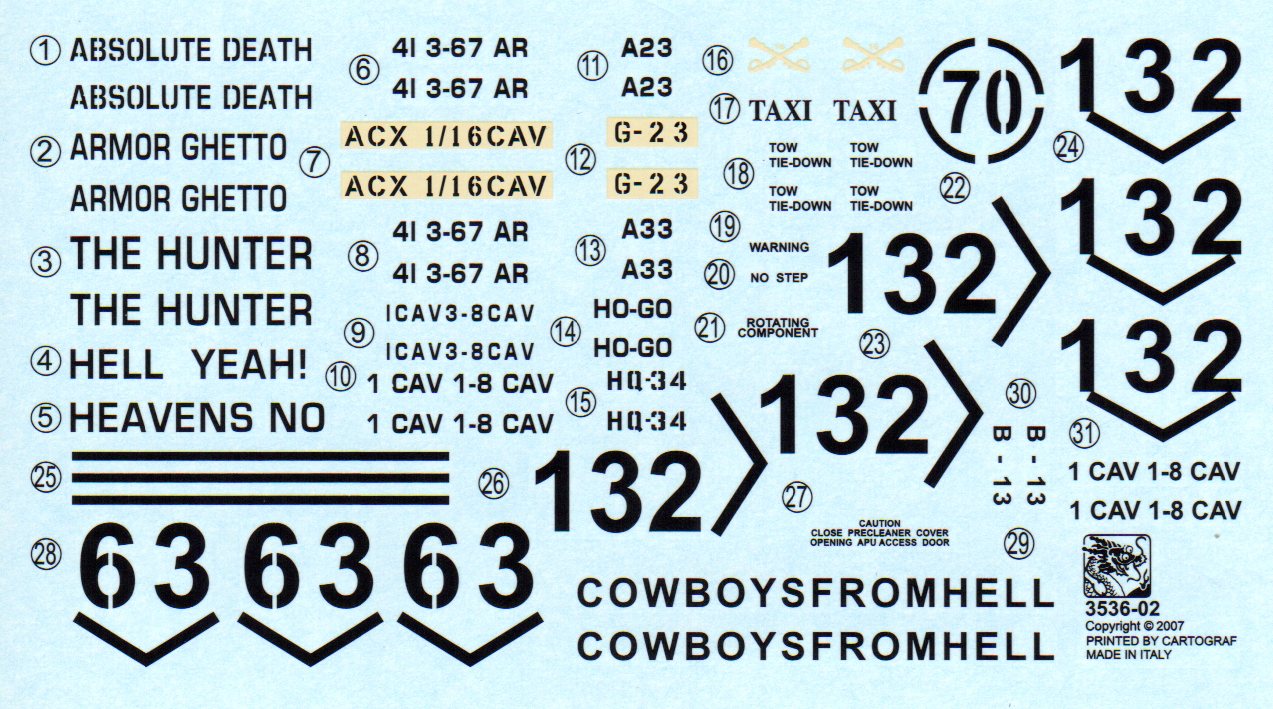 1 ABSOLUTE DEATH
ABSOLUTE DEATH
2 ARMOR GHETTO
ARMOR GHETTO
3 THE HUNTER
THE HUNTER
4 HELL YEAH!
5 HEAVENS NO
6 41 3-67 AR
41 3-67 AR
7 ACX 1/16CAV
ACX 1/16CAV
8 41 3-67 AR
41 3-67 AR
9 1CAV3-8CAV
1CAV3-8CAV
10 1 CAV 1-8 CAV
1 CAV 1-8 CAV
11 A23
A23
12 G-23
G-23
13 A33
A33
14 HO-GO
HO-GO
15 HQ-34
HQ-34
16
17 TAXI TAXI
18 TOW
TIE-DOWN
TOW
TIE-DOWN
TOW
TIE-DOWN
TOW
TIE-DOWN
19 WARNING
20 NO STEP
21 ROTATING
COMPONENT
22 70
23 132
24 132
132
132
25
26 132
27 132
CAUTION
CLOSE PRECLEANER COVER
OPENING APU ACCESS DOOR
28 63 63 63
29
30 B-13 B-13
31 1 CAV 1-8 CAV
1 CAV 1-8 CAV
COWBOYSFROMHELL
COWBOYSFROMHELL
3536-02
Copyright © 2007
PRINTED BY CARTOGRAF
MADE IN ITALY